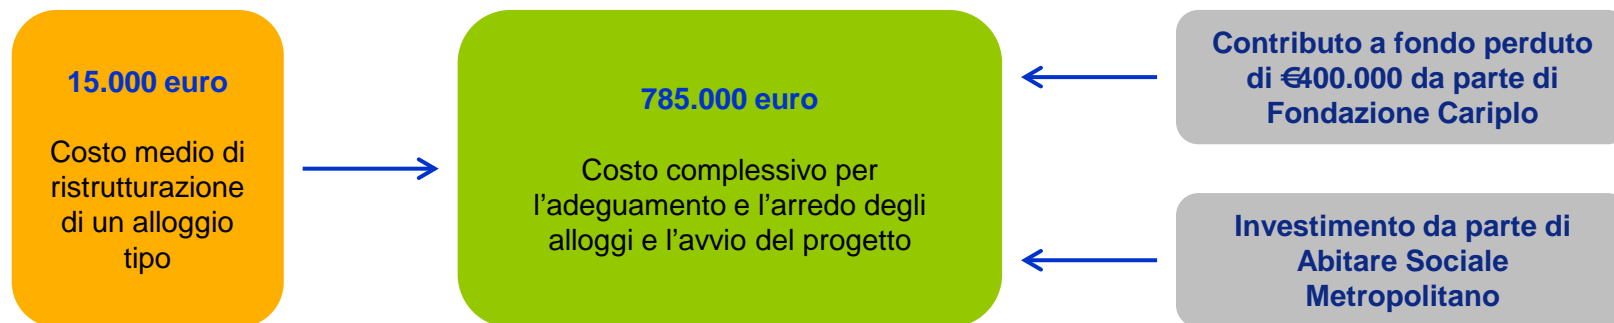 15.000 euro
Costo medio di
ristrutturazione
di un alloggio
tipo
785.000 euro
Costo complessivo per
l’adeguamento e l’arredo degli
alloggi e l’avvio del progetto
Contributo a fondo perduto
di €400.000 da parte di
Fondazione Cariplo
Investimento da parte di
Abitare Sociale
Metropolitano